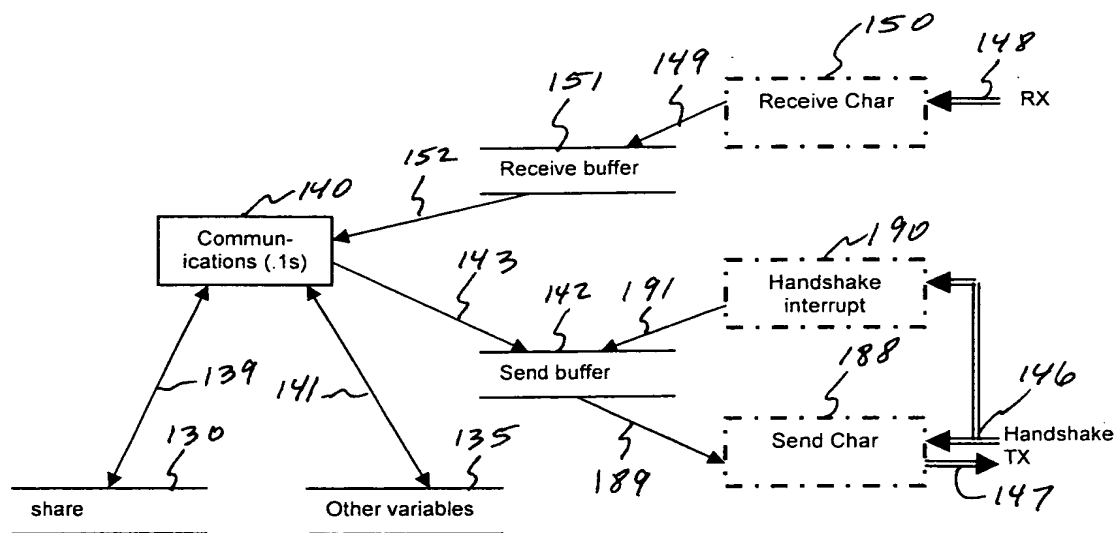 150
148
149
151
Receive Char
RX
152
Receive buffer
140
190
Commun-
ications (.1s)
143
Handshake
interrupt
142
191
188
Send buffer
146
139
141
Send Char
Handshake
TX
130
135
189
147
share
Other variables